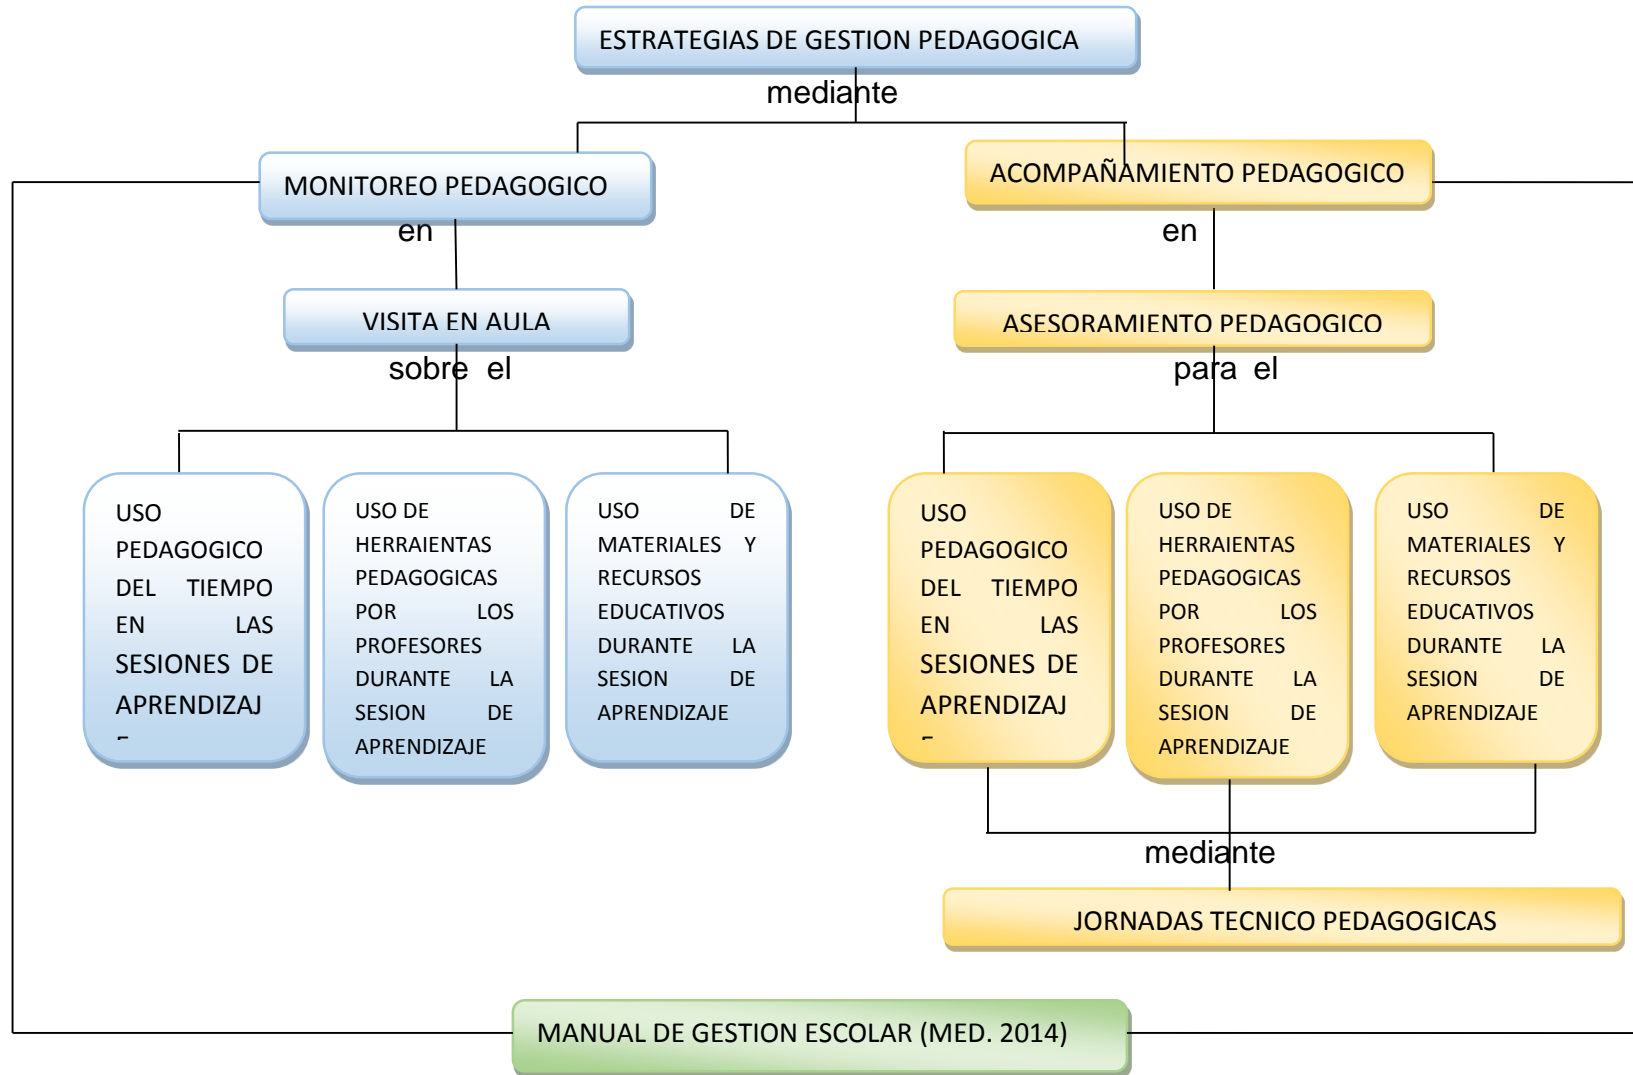 ESTRATEGIAS DE GESTION PEDAGOGICA
mediante
MONITOREO PEDAGOGICO
ACOMPAÑAMIENTO PEDAGOGICO
en
en
VISITA EN AULA
ASESORAMIENTO PEDAGOGICO
sobre el
para el
USO
PEDAGOGICO
DEL TIEMPO
EN LAS
SESIONES DE
APRENDIZAJ
USO DE
HERRAIENTAS
PEDAGOGICAS
POR LOS
PROFESORES
DURANTE LA
SESION DE
APRENDIZAJE
USO DE
MATERIALES Y
RECURSOS
EDUCATIVOS
DURANTE LA
SESION DE
APRENDIZAJE
USO
PEDAGOGICO
DEL TIEMPO
EN LAS
SESIONES DE
APRENDIZAJ
USO DE
HERRAIENTAS
PEDAGOGICAS
POR LOS
PROFESORES
DURANTE LA
SESION DE
APRENDIZAJE
USO DE
MATERIALES Y
RECURSOS
EDUCATIVOS
DURANTE LA
SESION DE
APRENDIZAJE
mediante
JORNADAS TECNICO PEDAGOGICAS
MANUAL DE GESTION ESCOLAR (MED. 2014)